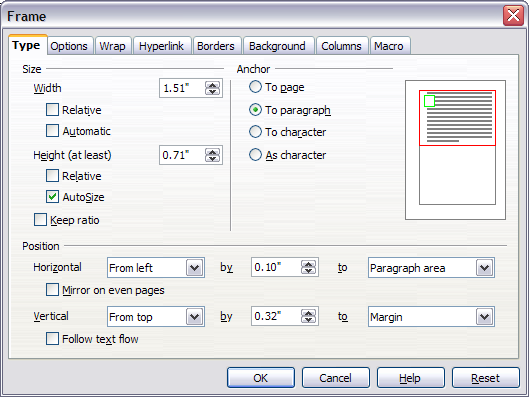 Frame
Type Options Wrap Hyperlink Borders Background Columns Macro
Size
Width 1.51"
Relative
Automatic
Height (at least) 0.71"
Relative
AutoSize
Keep ratio
Anchor
To page
To paragraph
To character
As character
Position
Horizontal From left by 0.10" to Paragraph area
Mirror on even pages
Vertical From top by 0.32" to Margin
Follow text flow
OK Cancel Help Reset